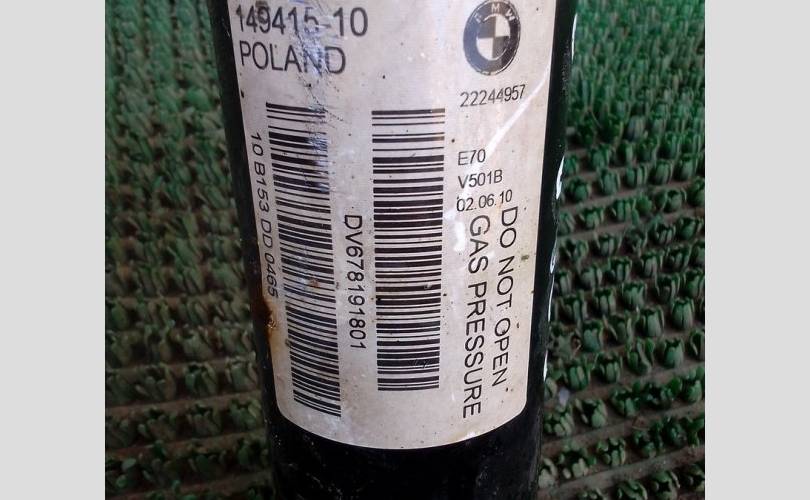 149415-10
POLAND
BMW
22244957
E70
V501B
02.06.10
10 B153 DD 0465
DV678191801
DO NOT OPEN
GAS PRESSURE